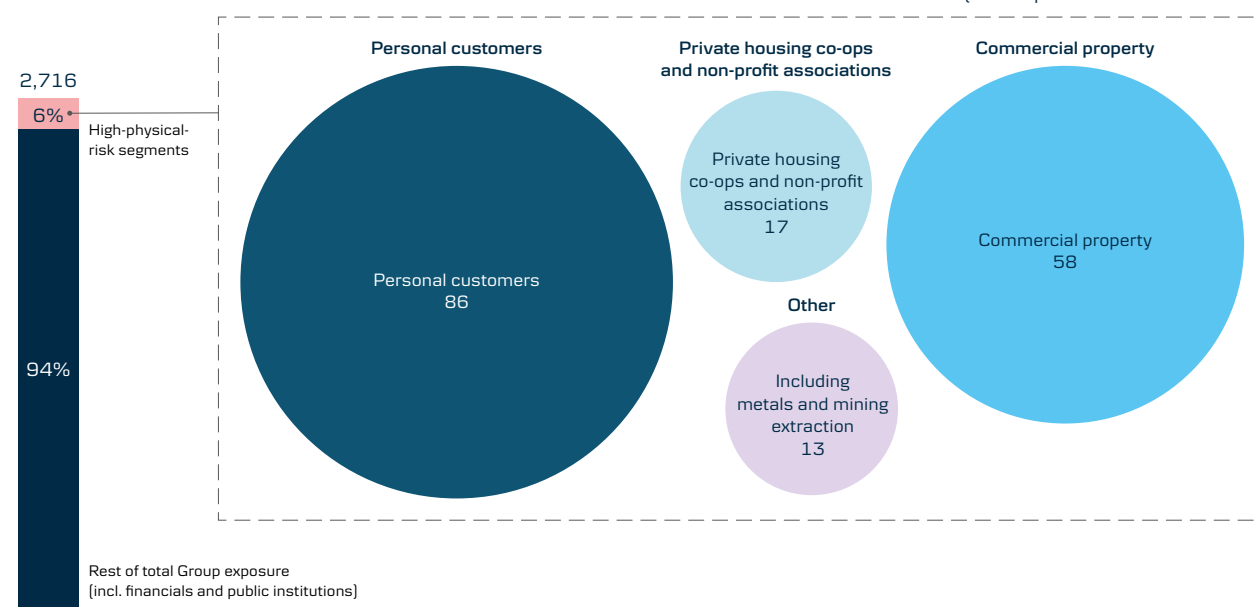 Personal customers
Private housing co-ops
and non-profit associations
Commercial property
2,716
6%
High-physical-
risk segments
Private housing
co-ops and non-profit
associations
17
Commercial property
58
Personal customers
86
Other
Including
metals and mining
extraction
13
94%
Rest of total Group exposure
(incl. financials and public institutions)